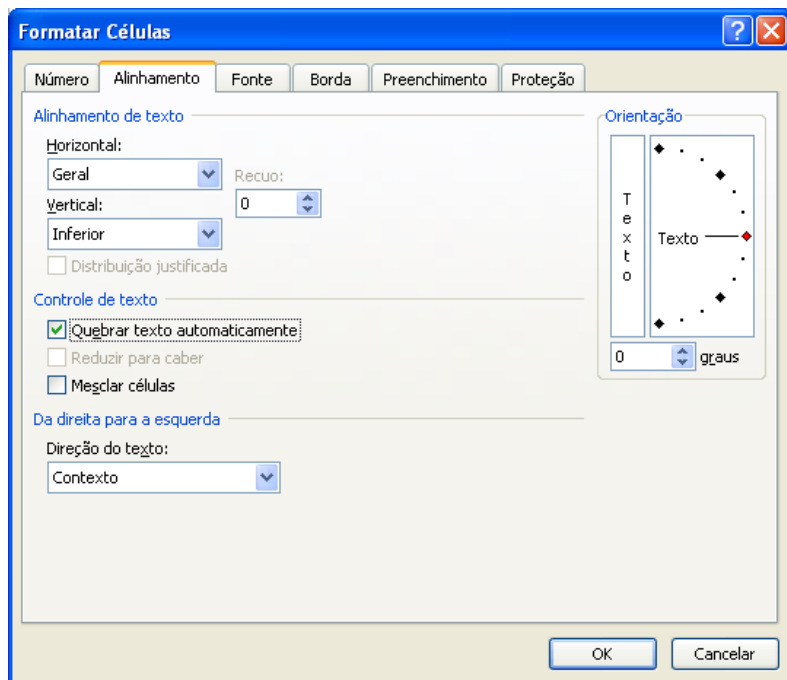 Formatar Células
Número Alinhamento Fonte Borda Preenchimento Proteção
Alinhamento de texto
Horizontal:
Geral
Recuo:
Vertical:
0
Inferior
Distribuição justificada
Controle de texto
Quebrar texto automaticamente
Reduzir para caber
Mesclar células
Da direita para a esquerda
Direção do texto:
Contexto
Orientação
Texto
Texto
0 graus
OK Cancelar